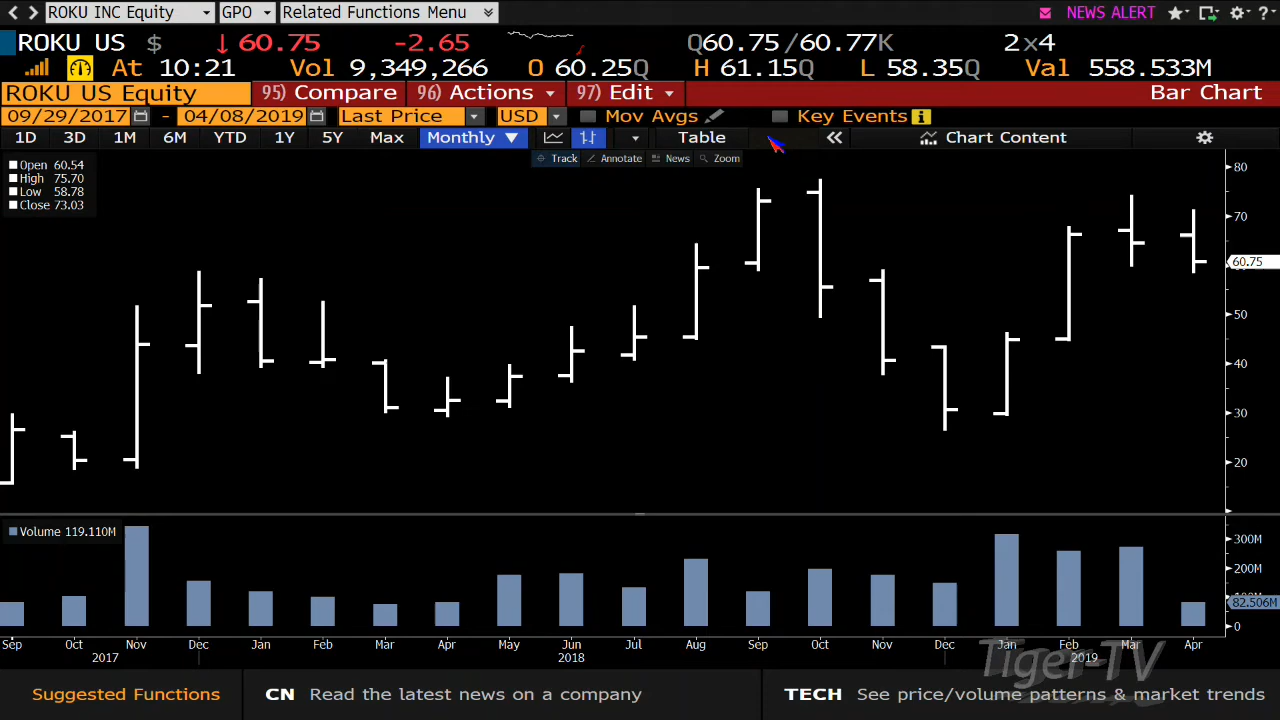 ROKU INC Equity GPO Related Functions Menu NEWS ALERT ?
ROKU US $ ↓ 60.75 -2.65 Q60.75 /60.77K 2x4
At 10:21 Vol 9,349,266 O 60.25Q H 61.15Q L 58.35Q Val 558.533M
ROKU US Equity 95) Compare 96) Actions 97) Edit Bar Chart
09/29/2017 - 04/08/2019 Last Price USD Mov Avgs Key Events i
1D 3D 1M 6M YTD 1Y 5Y Max Monthly ▼ Table Chart Content
Track Annotate News Zoom
Open 60.54
High 75.70
Low 58.78
Close 73.03
80
70
60.75
50
40
30
20
Volume 119.110M
300M
200M
82.506M
0
Sep Oct Nov Dec Jan Feb Mar Apr May Jun Jul Aug Sep Oct Nov Dec Jan Feb Mar Apr
2017 2018 2019
Tiger-TV
Suggested Functions CN Read the latest news on a company TECH See price/volume patterns & market trends